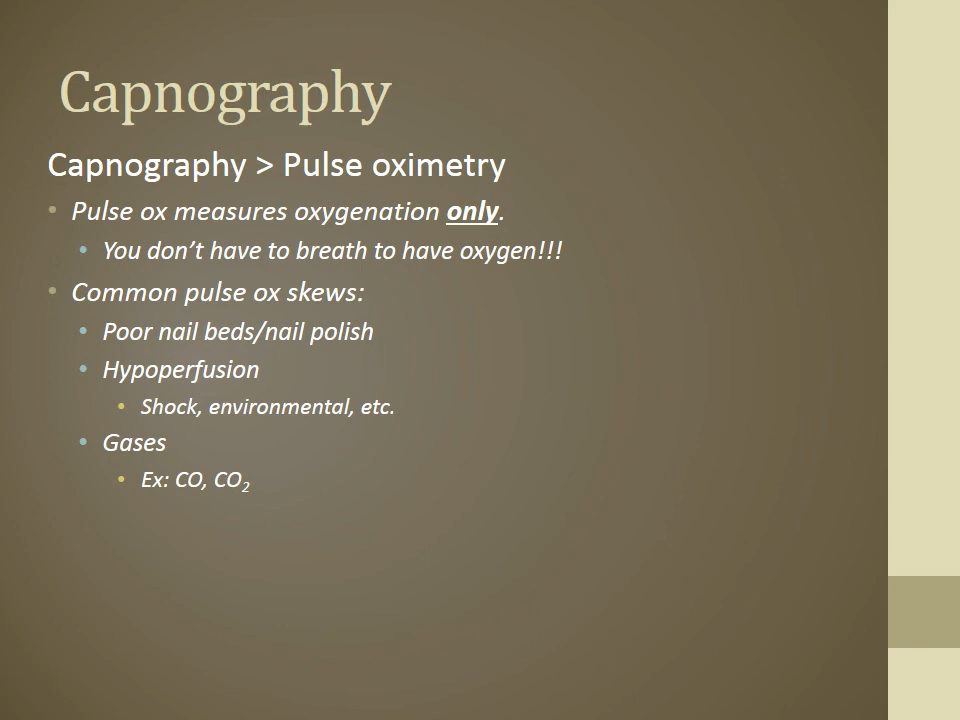 Capnography
Capnography > Pulse oximetry
• Pulse ox measures oxygenation only.
• You don’t have to breath to have oxygen!!!
• Common pulse ox skews:
• Poor nail beds/nail polish
• Hypoperfusion
• Shock, environmental, etc.
• Gases
• Ex: CO, CO₂